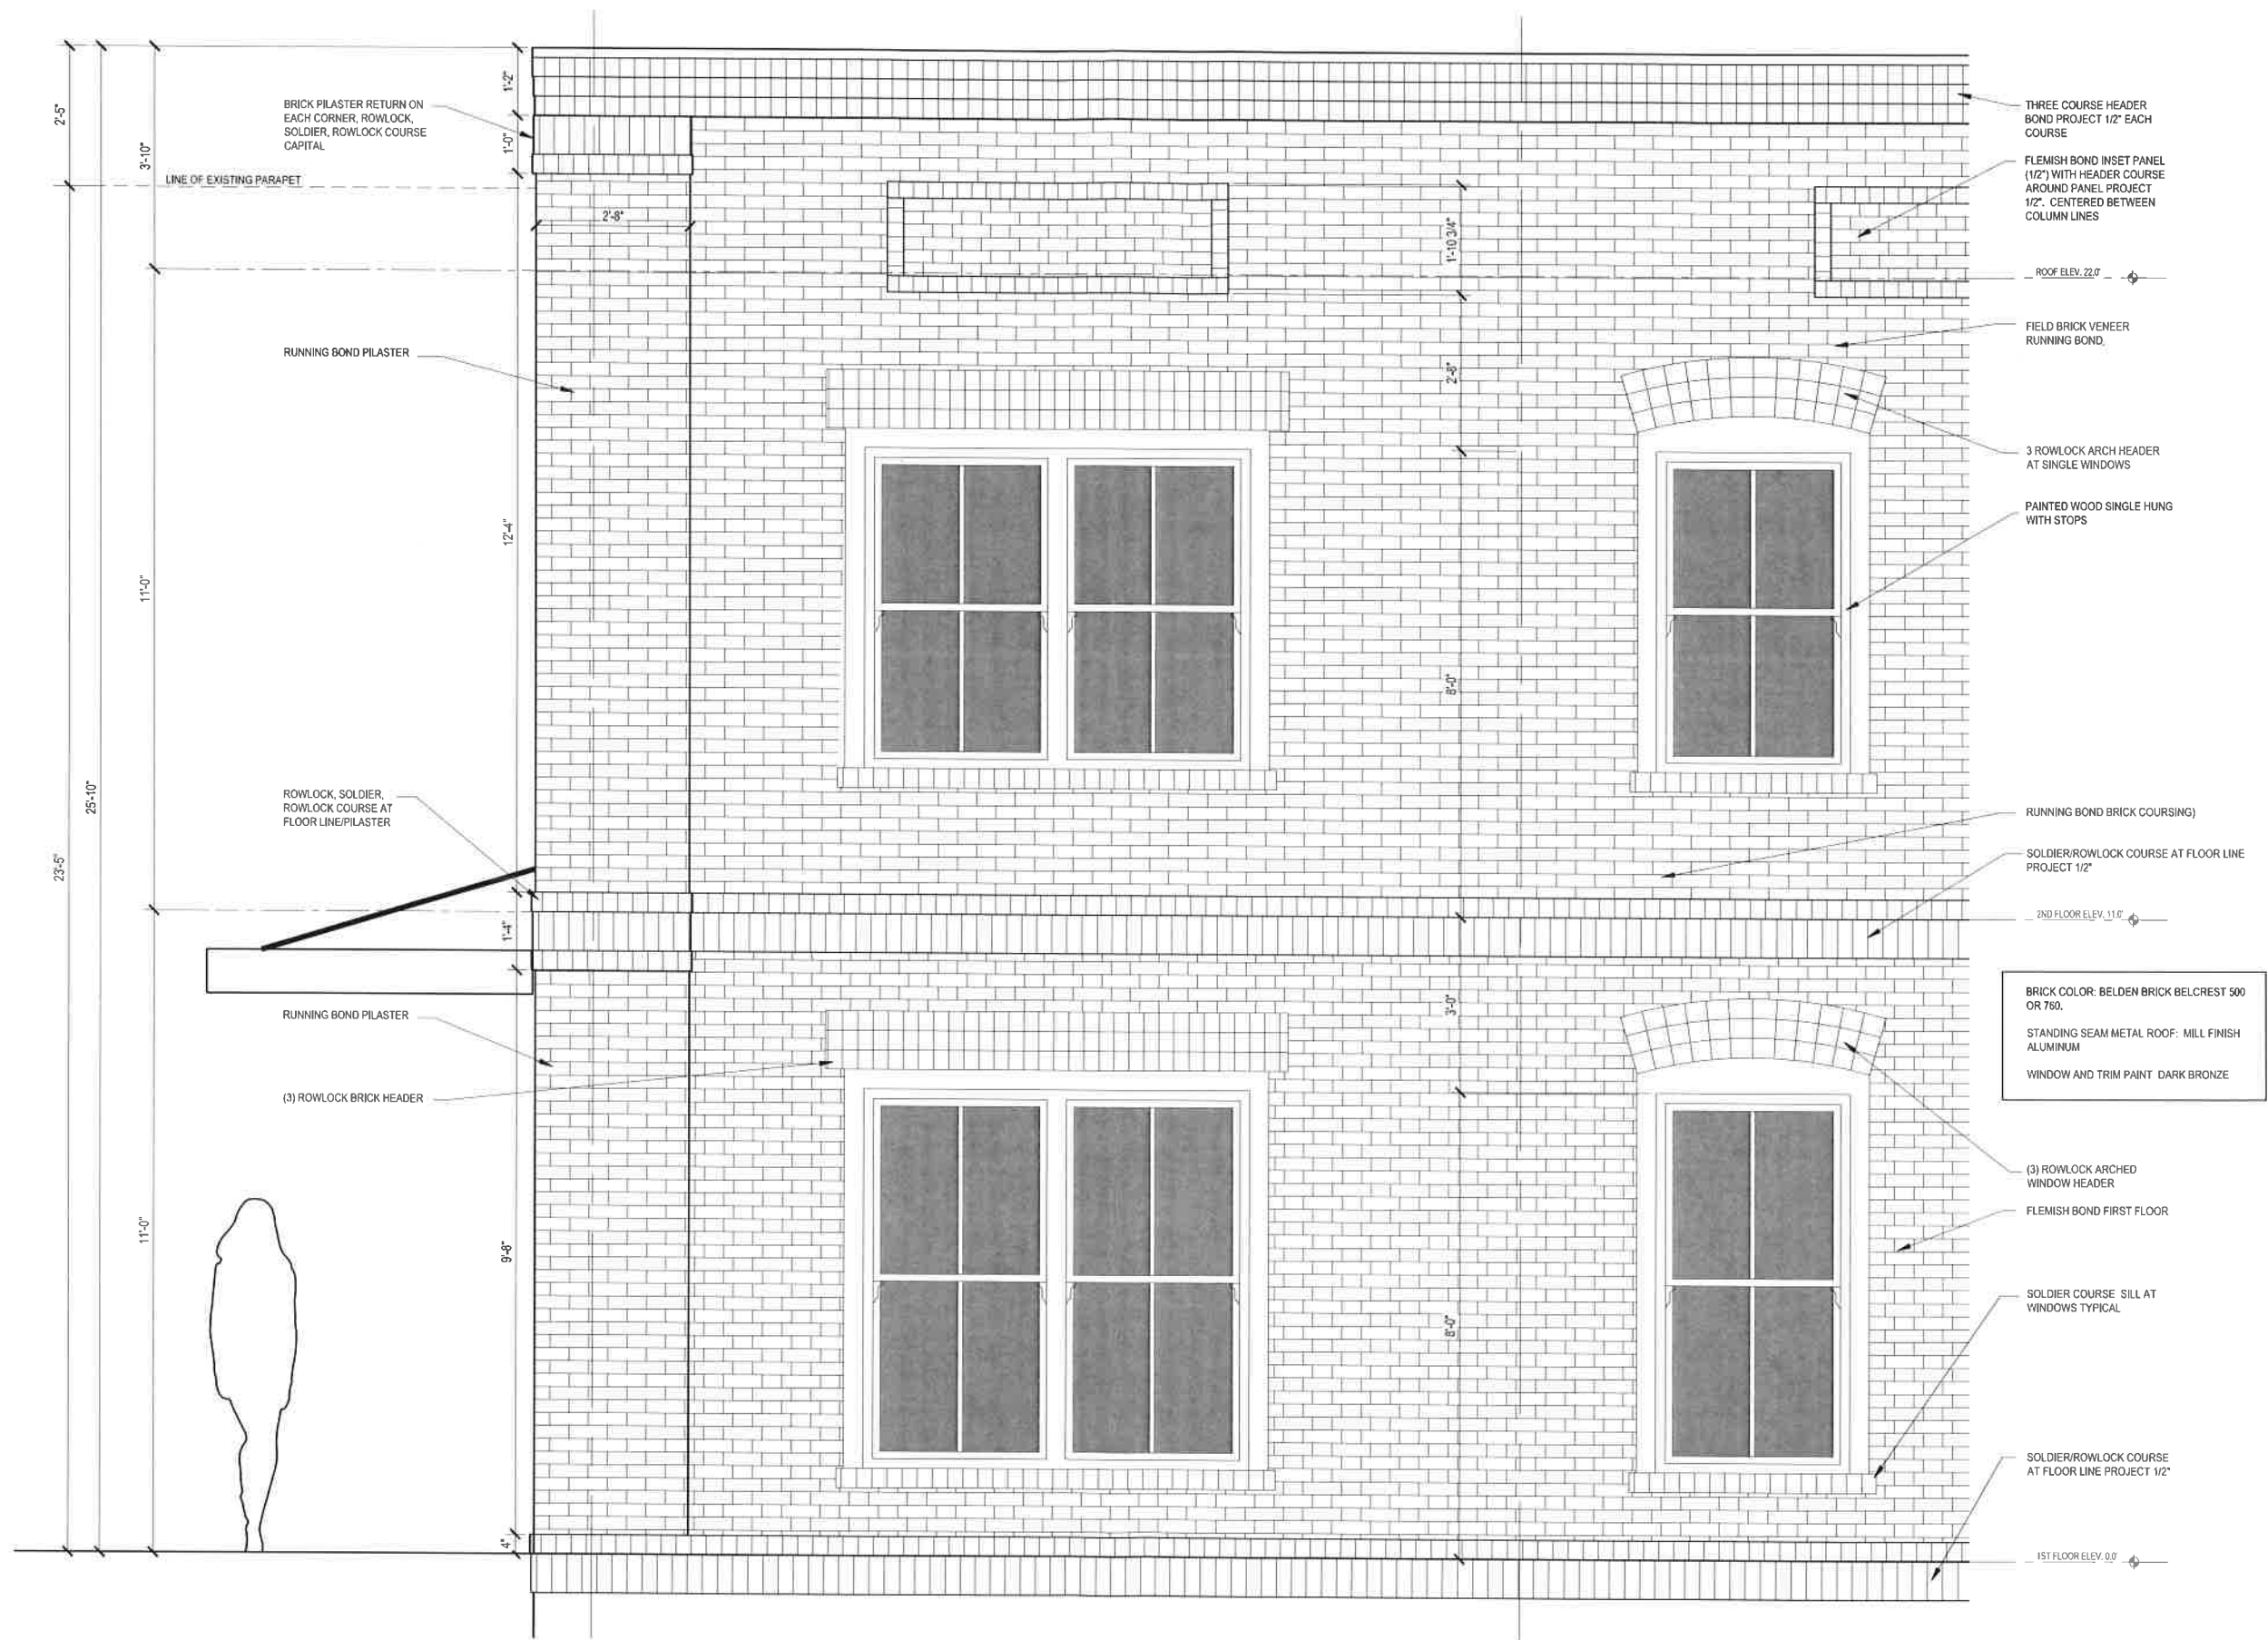 2'-5"
3'-10"
25'-10"
23'-5"
11'-0"
11'-0"
1'-2"
1'-0"
12'-4"
1'-4"
9'-8"
4"
2'-8"
1'-10 3/4"
2'-8"
8'-0"
3'-0"
8'-0"
BRICK PILASTER RETURN ON
EACH CORNER, ROWLOCK,
SOLDIER, ROWLOCK COURSE
CAPITAL
LINE OF EXISTING PARAPET
RUNNING BOND PILASTER
ROWLOCK, SOLDIER,
ROWLOCK COURSE AT
FLOOR LINE/PILASTER
RUNNING BOND PILASTER
(3) ROWLOCK BRICK HEADER
THREE COURSE HEADER
BOND PROJECT 1/2" EACH
COURSE
FLEMISH BOND INSET PANEL
(1/2") WITH HEADER COURSE
AROUND PANEL PROJECT
1/2". CENTERED BETWEEN
COLUMN LINES
ROOF ELEV. 22.0'
FIELD BRICK VENEER
RUNNING BOND.
3 ROWLOCK ARCH HEADER
AT SINGLE WINDOWS
PAINTED WOOD SINGLE HUNG
WITH STOPS
RUNNING BOND BRICK COURSING)
SOLDIER/ROWLOCK COURSE AT FLOOR LINE
PROJECT 1/2"
2ND FLOOR ELEV. 11.0'
BRICK COLOR: BELDEN BRICK BELCREST 500
OR 760.
STANDING SEAM METAL ROOF: MILL FINISH
ALUMINUM
WINDOW AND TRIM PAINT DARK BRONZE
(3) ROWLOCK ARCHED
WINDOW HEADER
FLEMISH BOND FIRST FLOOR
SOLDIER COURSE SILL AT
WINDOWS TYPICAL
SOLDIER/ROWLOCK COURSE
AT FLOOR LINE PROJECT 1/2"
1ST FLOOR ELEV. 0.0'